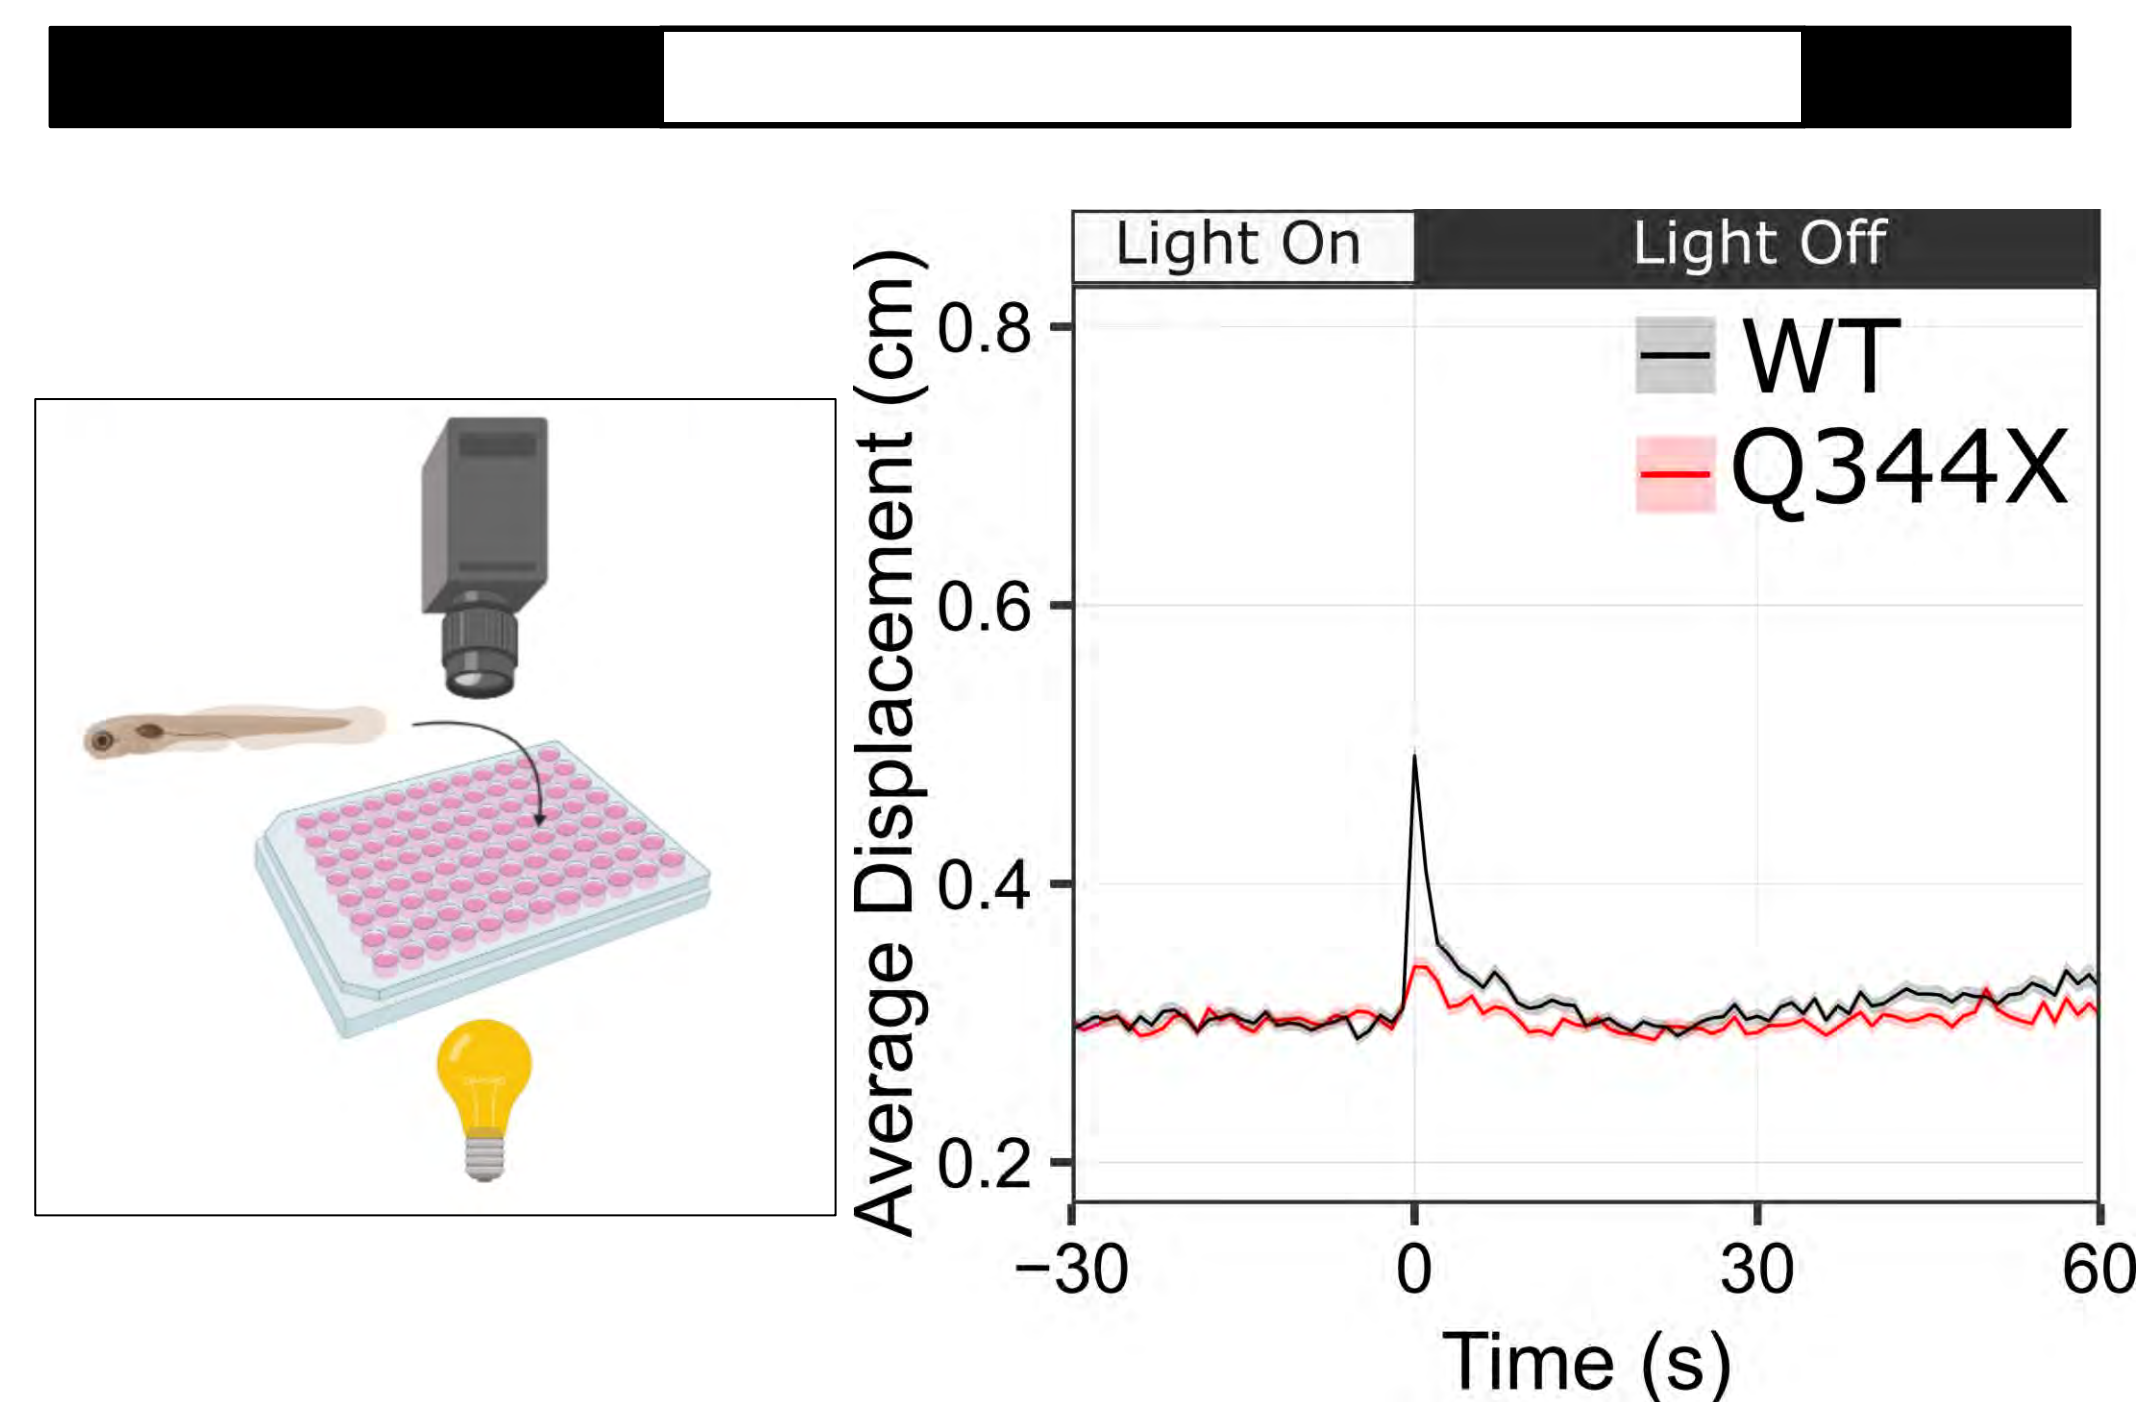 Light On
Light Off
Average Displacement (cm)
0.8
0.6
0.4
0.2
WT
Q344X
−30
0
30
60
Time (s)